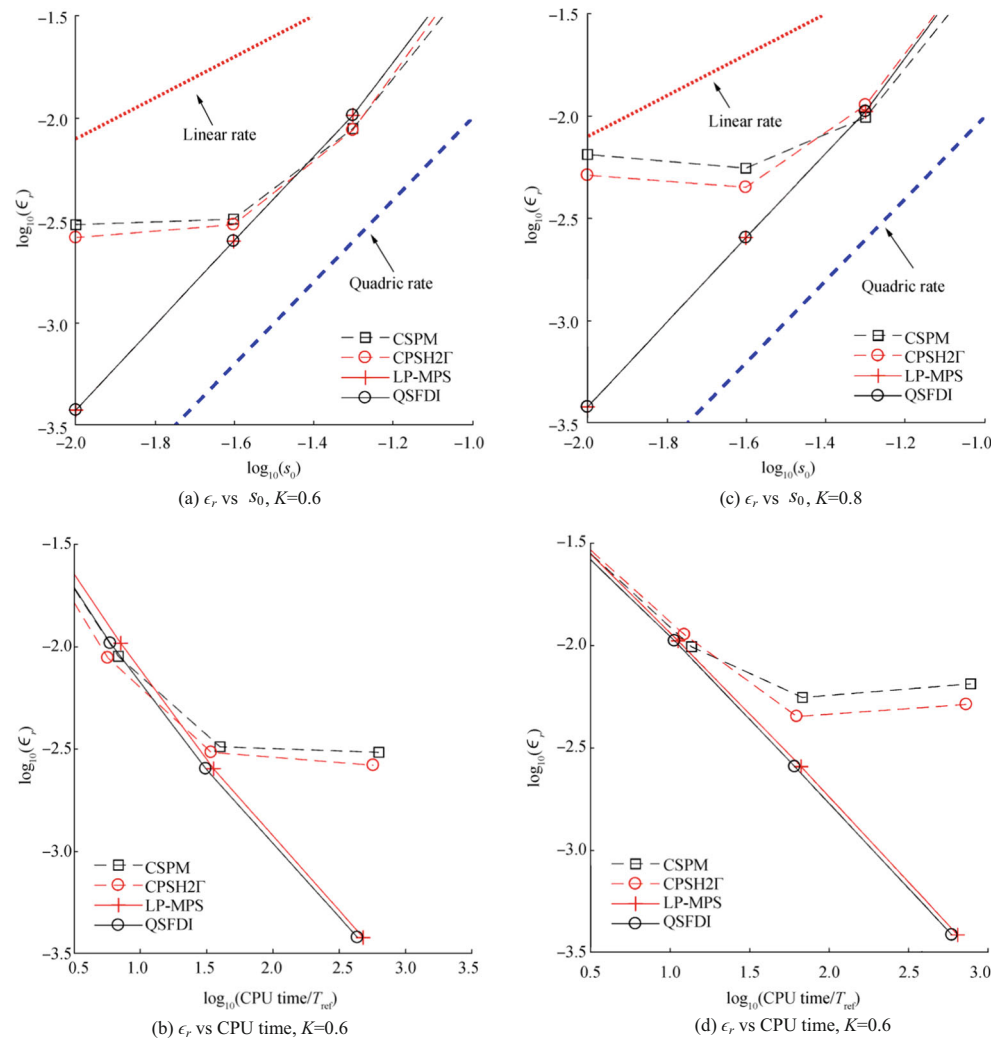 −1.5
−2.0
−2.5
−3.0
−3.5
log10(ϵr)
Linear rate
Quadric rate
CSPM
CPSH2Γ
LP-MPS
QSFDI
−2.0 −1.8 −1.6 −1.4 −1.2 −1.0
log10(s0)
(a) ϵr vs s0, K=0.6
−1.5
−2.0
−2.5
−3.0
−3.5
log10(ϵr)
Linear rate
Quadric rate
CSPM
CPSH2Γ
LP-MPS
QSFDI
−2.0 −1.8 −1.6 −1.4 −1.2 −1.0
log10(s0)
(c) ϵr vs s0, K=0.8
−1.5
−2.0
−2.5
−3.0
−3.5
log10(ϵr)
CSPM
CPSH2Γ
LP-MPS
QSFDI
0.5 1.0 1.5 2.0 2.5 3.0 3.5
log10(CPU time/Tref)
(b) ϵr vs CPU time, K=0.6
−1.5
−2.0
−2.5
−3.0
−3.5
log10(ϵr)
CSPM
CPSH2Γ
LP-MPS
QSFDI
0.5 1.0 1.5 2.0 2.5 3.0
log10(CPU time/Tref)
(d) ϵr vs CPU time, K=0.6